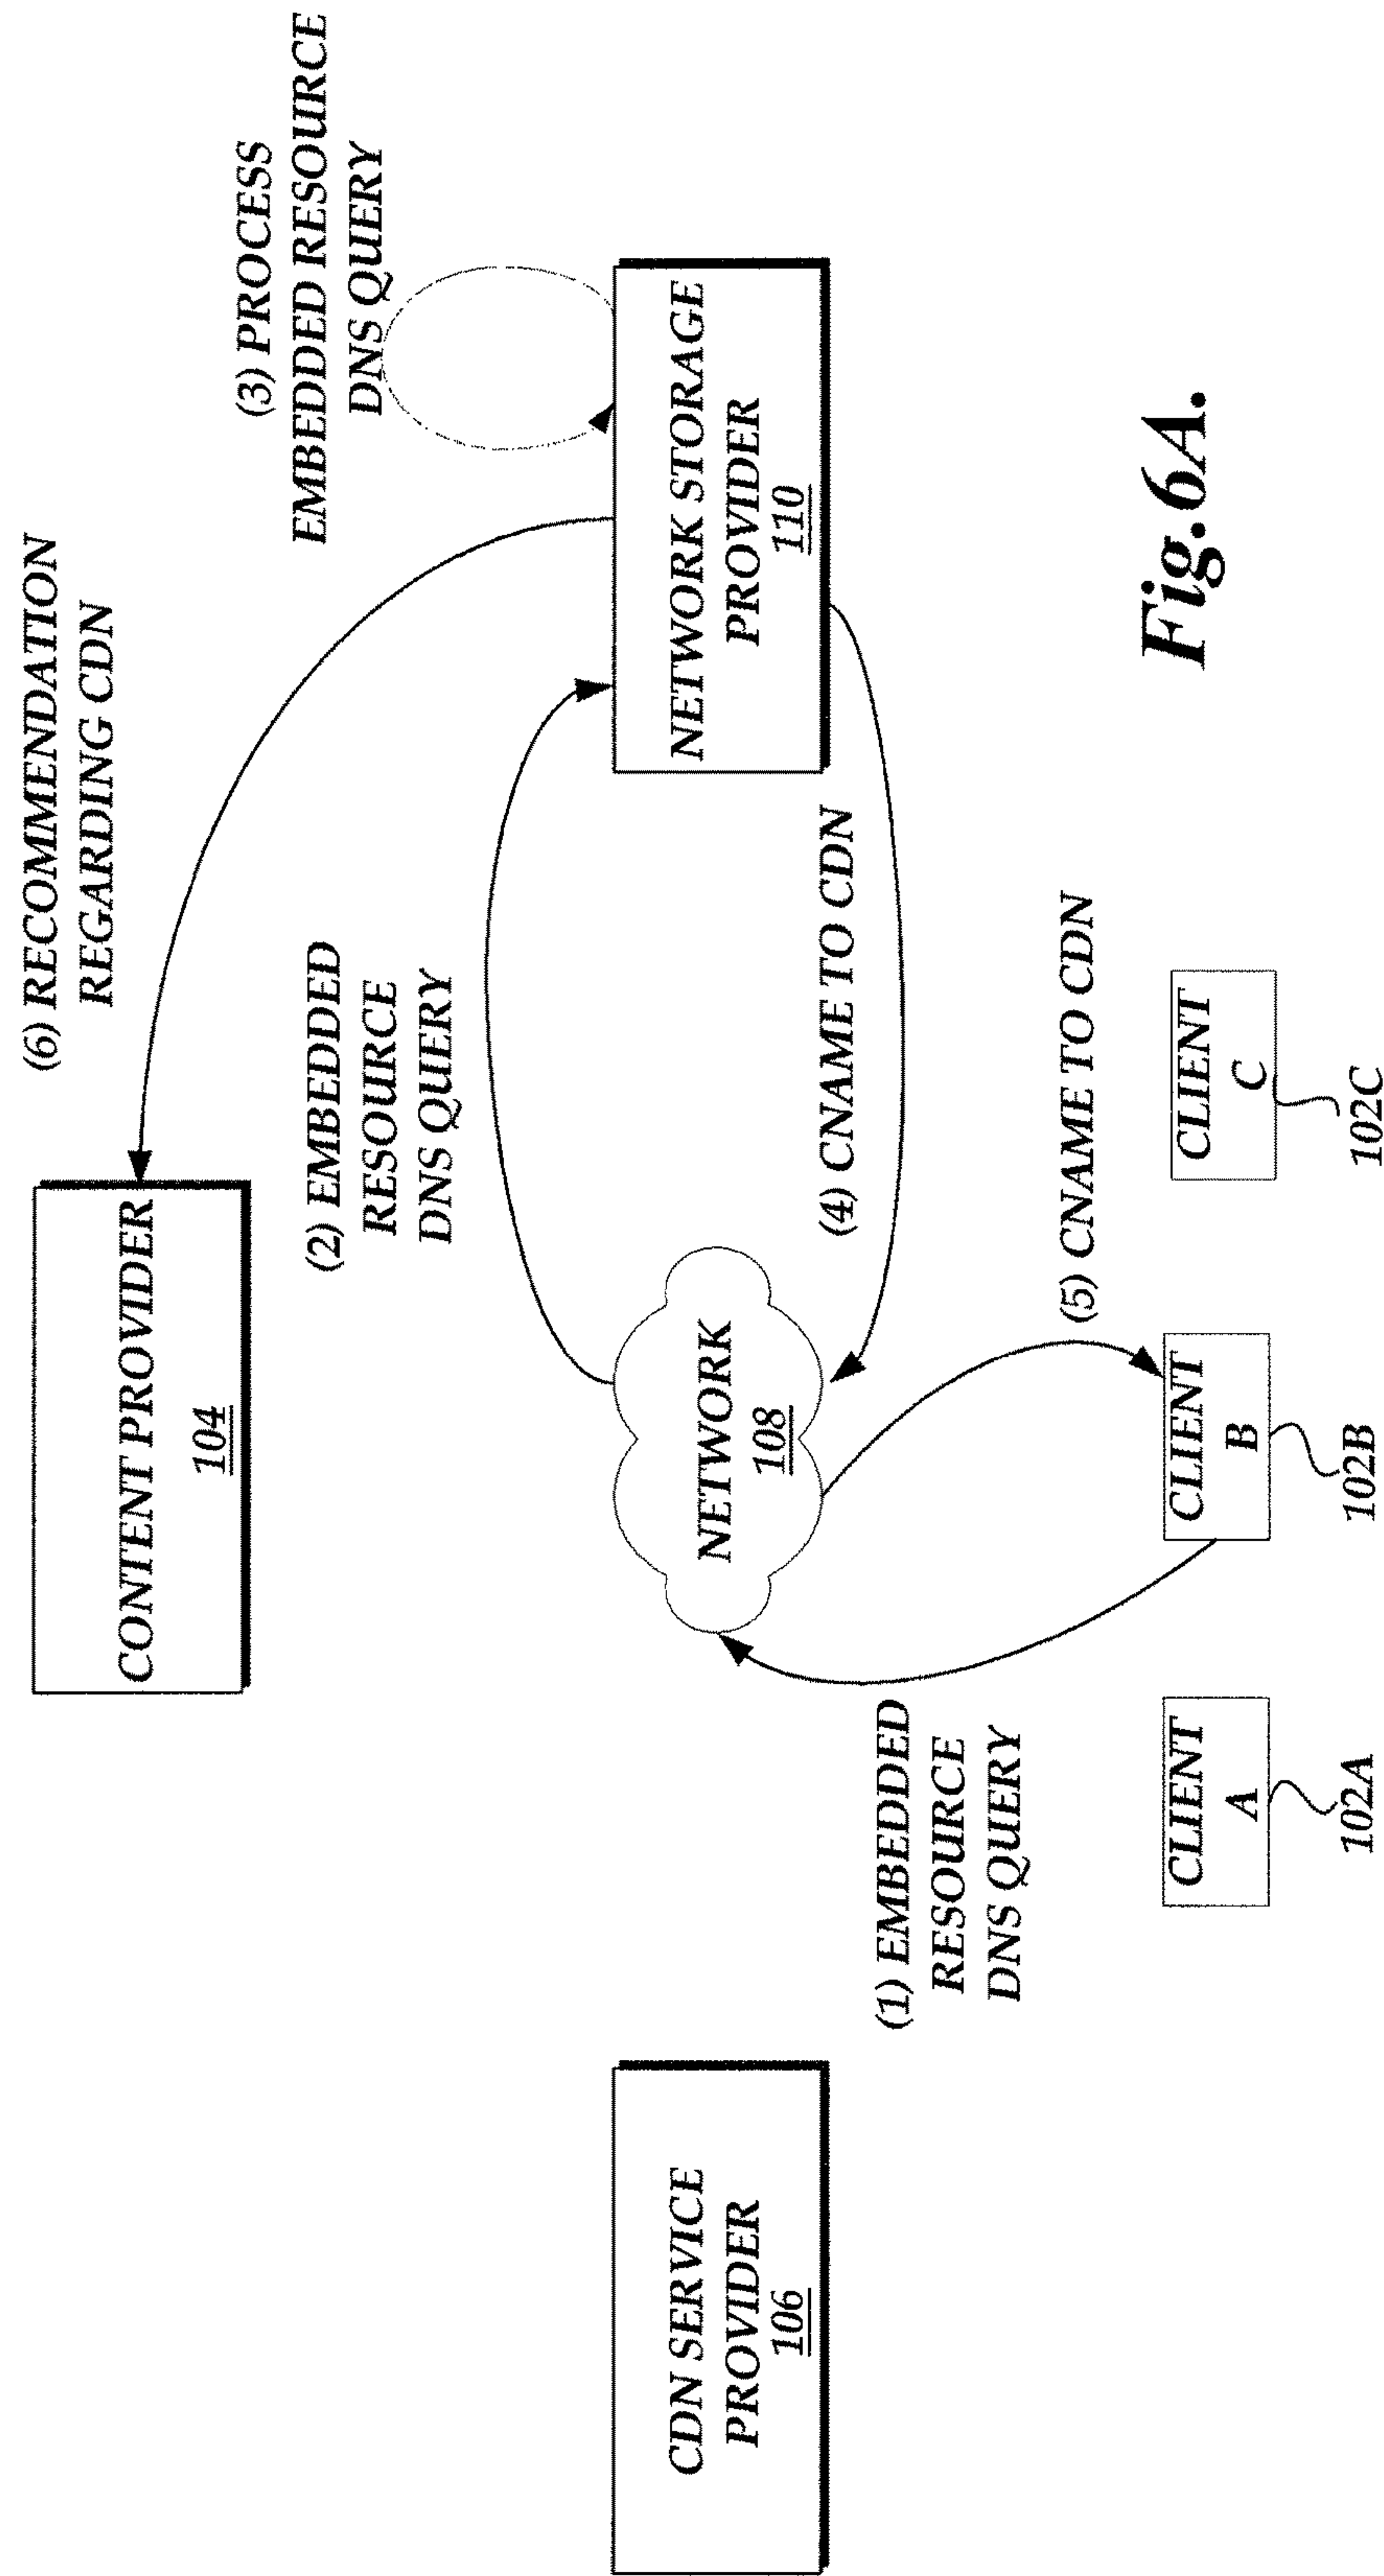 (6) RECOMMENDATION
REGARDING CDN
CONTENT PROVIDER
104
(3) PROCESS
EMBEDDED RESOURCE
DNS QUERY
(2) EMBEDDED
RESOURCE
DNS QUERY
CDN SERVICE
PROVIDER
106
NETWORK
108
NETWORK STORAGE
PROVIDER
110
(4) CNAME TO CDN
(1) EMBEDDED
RESOURCE
DNS QUERY
(5) CNAME TO CDN
CLIENT
A
102A
CLIENT
B
102B
CLIENT
C
102C
Fig.6A.